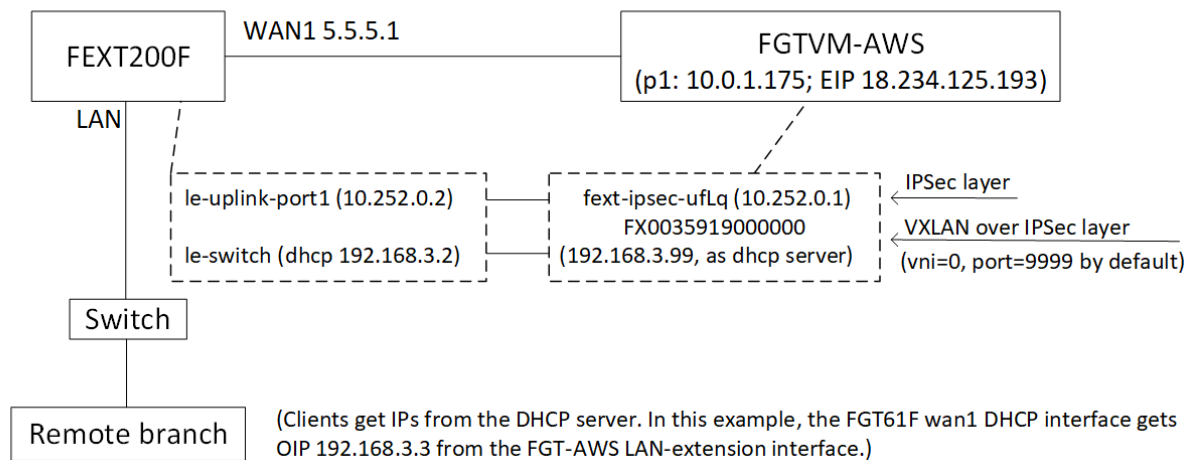 FEXT200F
WAN1 5.5.5.1
FGTVM-AWS
(p1: 10.0.1.175; EIP 18.234.125.193)
LAN
le-uplink-port1 (10.252.0.2)
fext-ipsec-ufLq (10.252.0.1)
IPSec layer
FX0035919000000
VXLAN over IPSec layer
le-switch (dhcp 192.168.3.2)
(192.168.3.99, as dhcp server)
(vni=0, port=9999 by default)
Switch
Remote branch
(Clients get IPs from the DHCP server. In this example, the FGT61F wan1 DHCP interface gets
OIP 192.168.3.3 from the FGT-AWS LAN-extension interface.)